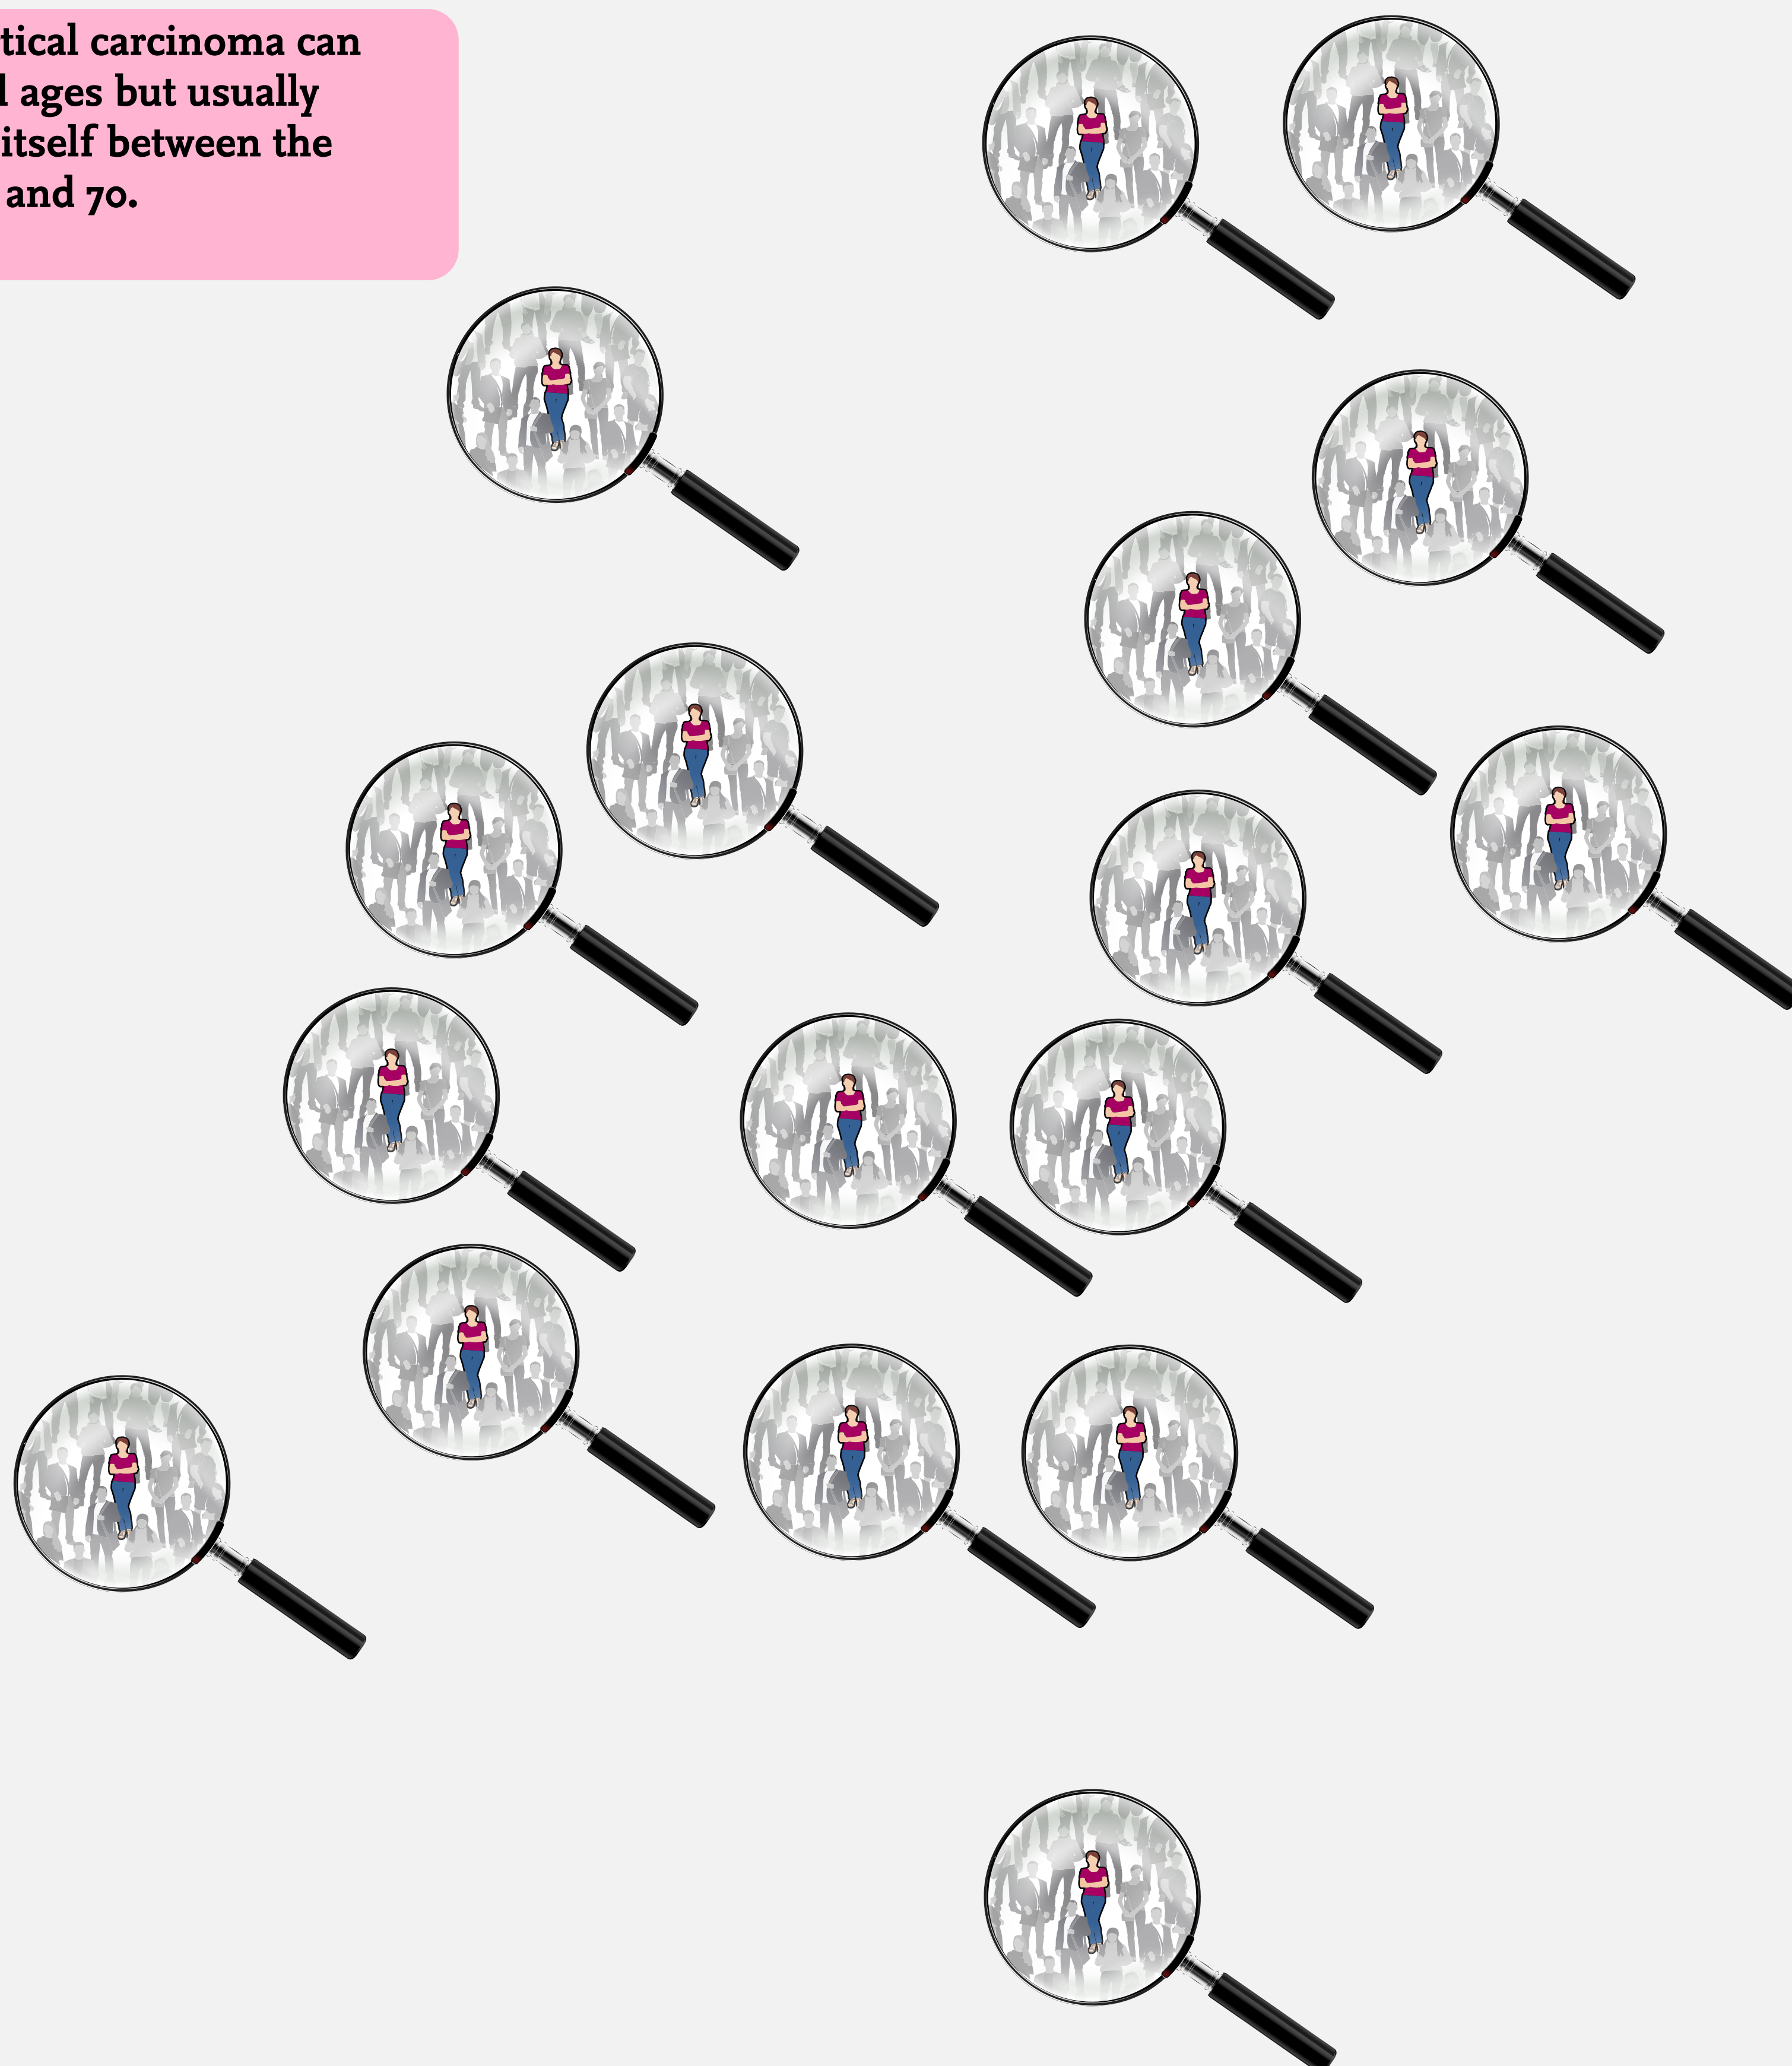 tical carcinoma can
ages but usually
itself between the
and 70.